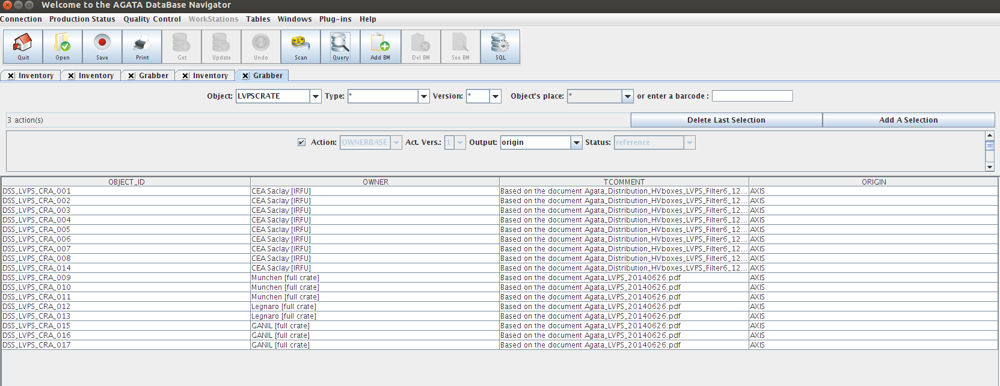 Welcome to the AGATA DataBase Navigator
Connection Production Status Quality Control WorkStations Tables Windows Plug-ins Help
Quit Open Save Print Get Update Undo Scan Query Add BM Del BM See BM SQL
Inventory Inventory Grabber Inventory Grabber
Object: LVPSCRATE Type: * Version: * Object's place: * or enter a barcode :
3 action(s) Delete Last Selection Add A Selection
Action: OWNERBASE Act. Vers.: 1 Output: origin Status: reference
OBJECT_ID OWNER TCOMMENT ORIGIN
DSS_LVPS_CRA_001 CEA Saclay [IRFU] Based on the document Agata_Distribution_HVboxes_LVPS_Filter6_12... AXIS
DSS_LVPS_CRA_002 CEA Saclay [IRFU] Based on the document Agata_Distribution_HVboxes_LVPS_Filter6_12... AXIS
DSS_LVPS_CRA_003 CEA Saclay [IRFU] Based on the document Agata_Distribution_HVboxes_LVPS_Filter6_12... AXIS
DSS_LVPS_CRA_004 CEA Saclay [IRFU] Based on the document Agata_Distribution_HVboxes_LVPS_Filter6_12... AXIS
DSS_LVPS_CRA_005 CEA Saclay [IRFU] Based on the document Agata_Distribution_HVboxes_LVPS_Filter6_12... AXIS
DSS_LVPS_CRA_006 CEA Saclay [IRFU] Based on the document Agata_Distribution_HVboxes_LVPS_Filter6_12... AXIS
DSS_LVPS_CRA_007 CEA Saclay [IRFU] Based on the document Agata_Distribution_HVboxes_LVPS_Filter6_12... AXIS
DSS_LVPS_CRA_008 CEA Saclay [IRFU] Based on the document Agata_Distribution_HVboxes_LVPS_Filter6_12... AXIS
DSS_LVPS_CRA_014 CEA Saclay [IRFU] Based on the document Agata_Distribution_HVboxes_LVPS_Filter6_12... AXIS
DSS_LVPS_CRA_009 Munchen [full crate] Based on the document Agata_LVPS_20140626.pdf AXIS
DSS_LVPS_CRA_010 Munchen [full crate] Based on the document Agata_LVPS_20140626.pdf AXIS
DSS_LVPS_CRA_011 Munchen [full crate] Based on the document Agata_LVPS_20140626.pdf AXIS
DSS_LVPS_CRA_012 Legnaro [full crate] Based on the document Agata_LVPS_20140626.pdf AXIS
DSS_LVPS_CRA_013 Legnaro [full crate] Based on the document Agata_LVPS_20140626.pdf AXIS
DSS_LVPS_CRA_015 GANIL [full crate] Based on the document Agata_LVPS_20140626.pdf AXIS
DSS_LVPS_CRA_016 GANIL [full crate] Based on the document Agata_LVPS_20140626.pdf AXIS
DSS_LVPS_CRA_017 GANIL [full crate] Based on the document Agata_LVPS_20140626.pdf AXIS